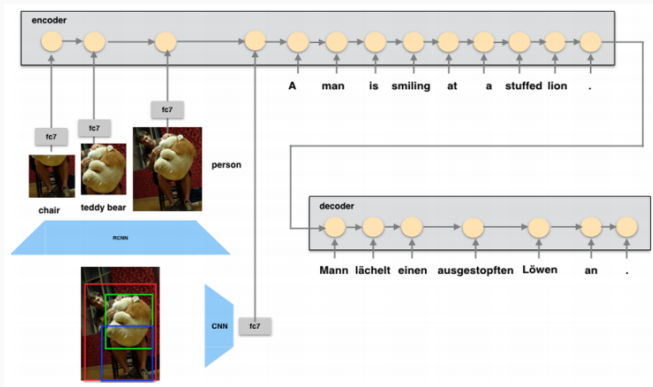 encoder
A man is smiling at a stuffed lion .
fc7
fc7
fc7
person
chair
teddy bear
RCNN
decoder
Mann lächelt einen ausgestopften Löwen an .
CNN
fc7